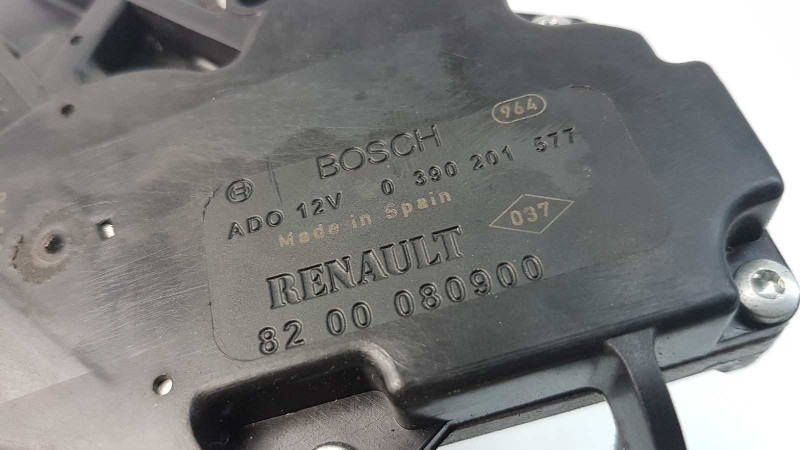 964
BOSCH
ADO 12V 0 390 201 577
Made in Spain
037
RENAULT
82 00 080900